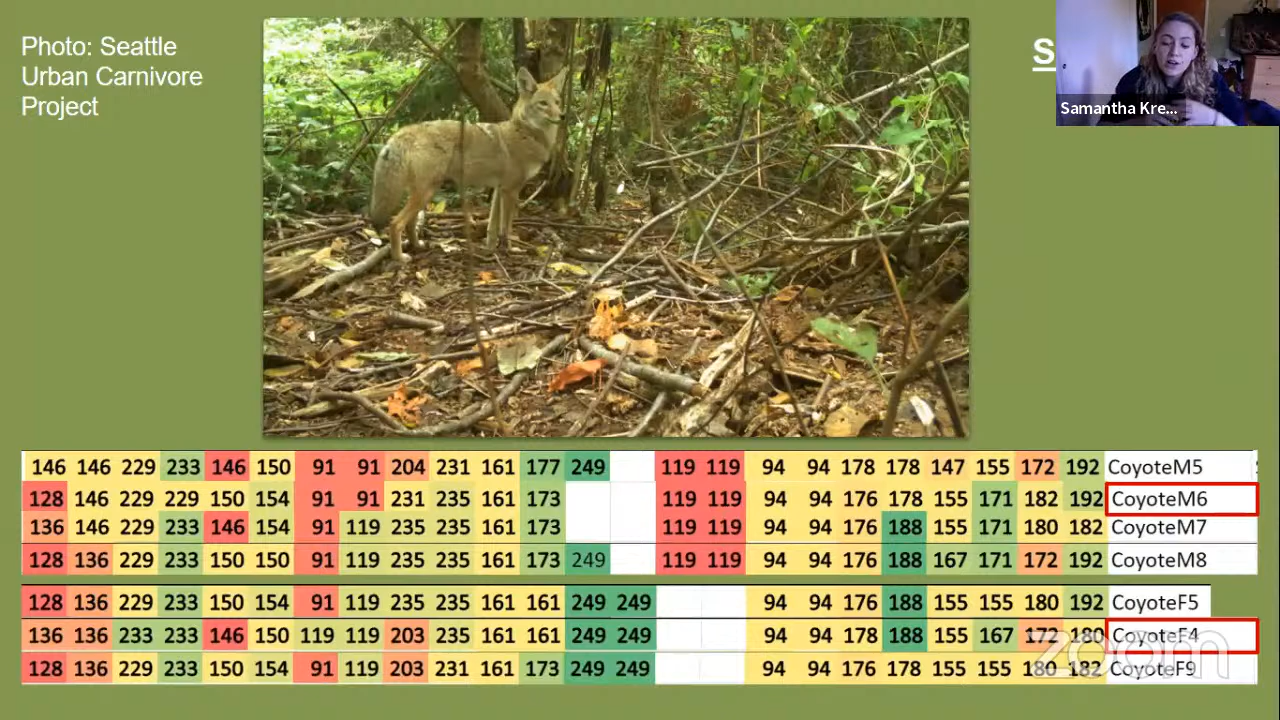 Photo: Seattle
Urban Carnivore
Project
S
Samantha Kre...
146 146 229 233 146 150 91 91 204 231 161 177 249 119 119 94 94 178 178 147 155 172 192 CoyoteM5
128 146 229 229 150 154 91 91 231 235 161 173 119 119 94 94 176 178 155 171 182 192 CoyoteM6
136 146 229 233 146 154 91 119 235 235 161 173 119 119 94 94 176 188 155 171 180 182 CoyoteM7
128 136 229 233 150 154 91 119 235 235 161 173 249 119 119 94 94 176 188 167 171 172 192 CoyoteM8
128 136 229 233 150 154 91 119 235 235 161 161 249 249 94 94 176 188 155 155 180 192 CoyoteF5
136 136 233 233 146 150 119 119 203 235 161 161 249 249 94 94 178 188 155 167 172 180 CoyoteF4
128 136 229 233 150 154 91 119 203 231 161 173 249 249 94 94 176 178 155 155 180 182 CoyoteF9
zoom